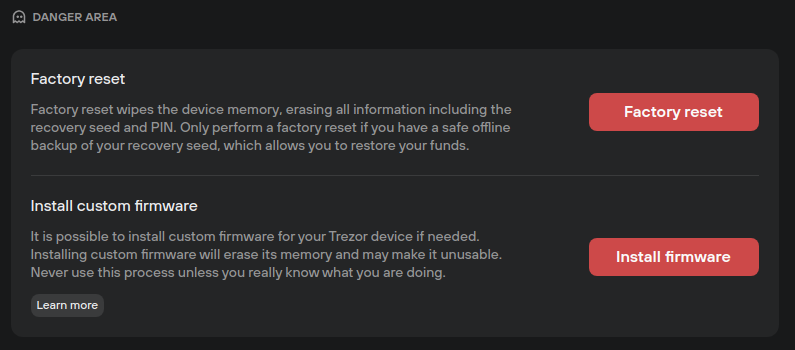 DANGER AREA
Factory reset
Factory reset wipes the device memory, erasing all information including the
recovery seed and PIN. Only perform a factory reset if you have a safe offline
backup of your recovery seed, which allows you to restore your funds.
Factory reset
Install custom firmware
It is possible to install custom firmware for your Trezor device if needed.
Installing custom firmware will erase its memory and may make it unusable.
Never use this process unless you really know what you are doing.
Install firmware
Learn more